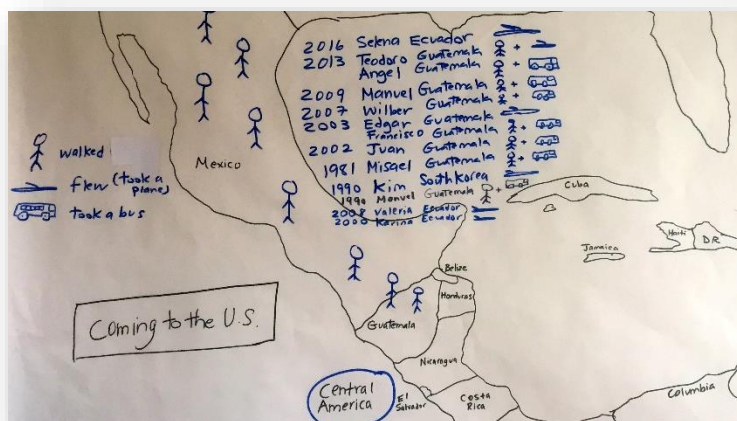 2016 Selena Ecuador
2013 Teodoro Guatemala +
Angel Guatemala +
2009 Manuel Guatemala +
2007 Wilber Guatemala +
2003 Edgar Guatemala
Francisco Guatemala +
2002 Juan Guatemala +
1981 Misael Guatemala +
1990 Kim South Korea
1990 Manuel Guatemala +
2008 Valeria Ecuador
2000 Karina Ecuador
walked
flew (took a
plane)
took a bus
Mexico
Cuba
Haiti
D.R.
Jamaica
Belize
Honduras
Guatemala
Coming to the U.S.
Nicaragua
Central
America
El
Salvador
Costa
Rica
Columbia